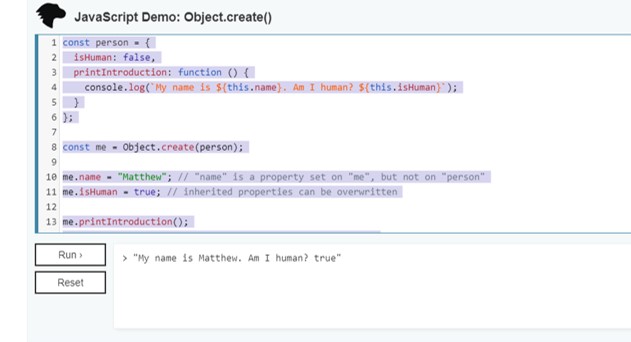 JavaScript Demo: Object.create()
1 const person = {
2   isHuman: false,
3   printIntroduction: function () {
4     console.log(`My name is ${this.name}. Am I human? ${this.isHuman}`);
5   }
6 };
7
8 const me = Object.create(person);
9
10 me.name = "Matthew"; // "name" is a property set on "me", but not on "person"
11 me.isHuman = true; // inherited properties can be overwritten
12
13 me.printIntroduction();
Run ›
> "My name is Matthew. Am I human? true"
Reset